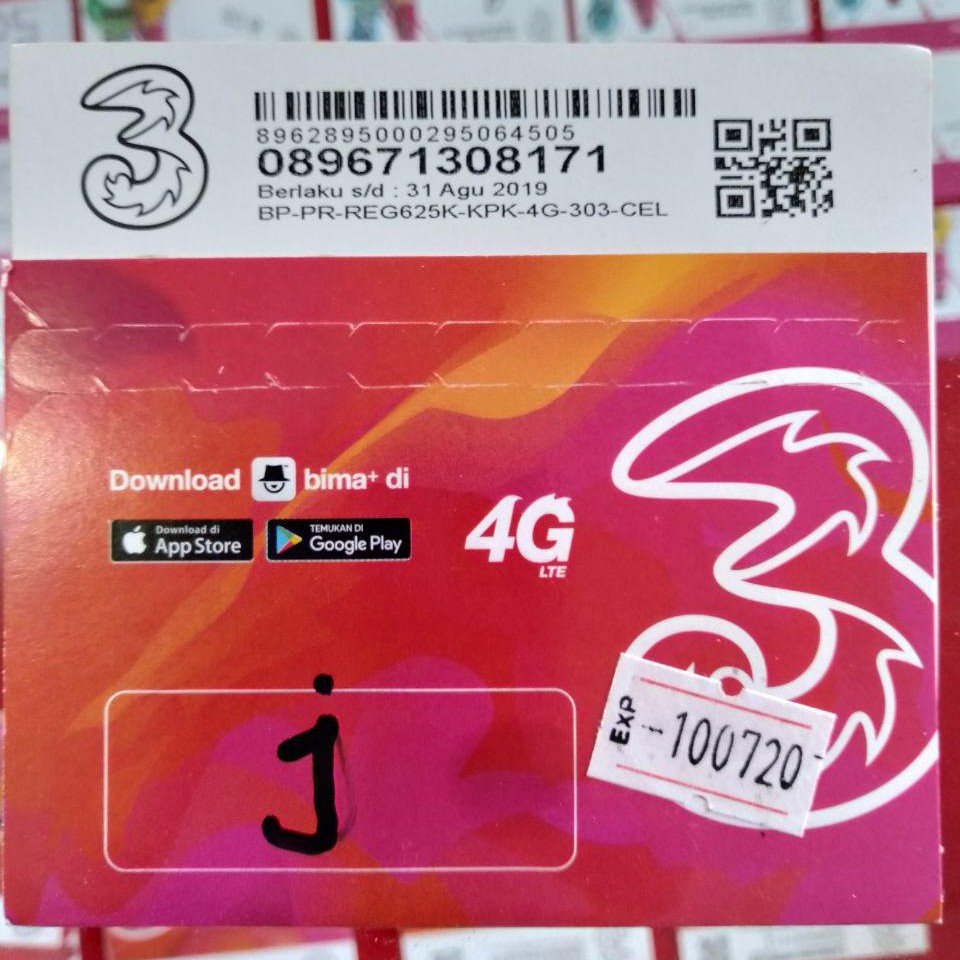 3
8962895000295064505
089671308171
Berlaku s/d : 31 Agu 2019
BP-PR-REG625K-KPK-4G-303-CEL
Download bima+ di
Download di
App Store
TEMUKAN DI
Google Play
4G
LTE
j
EXP
100720